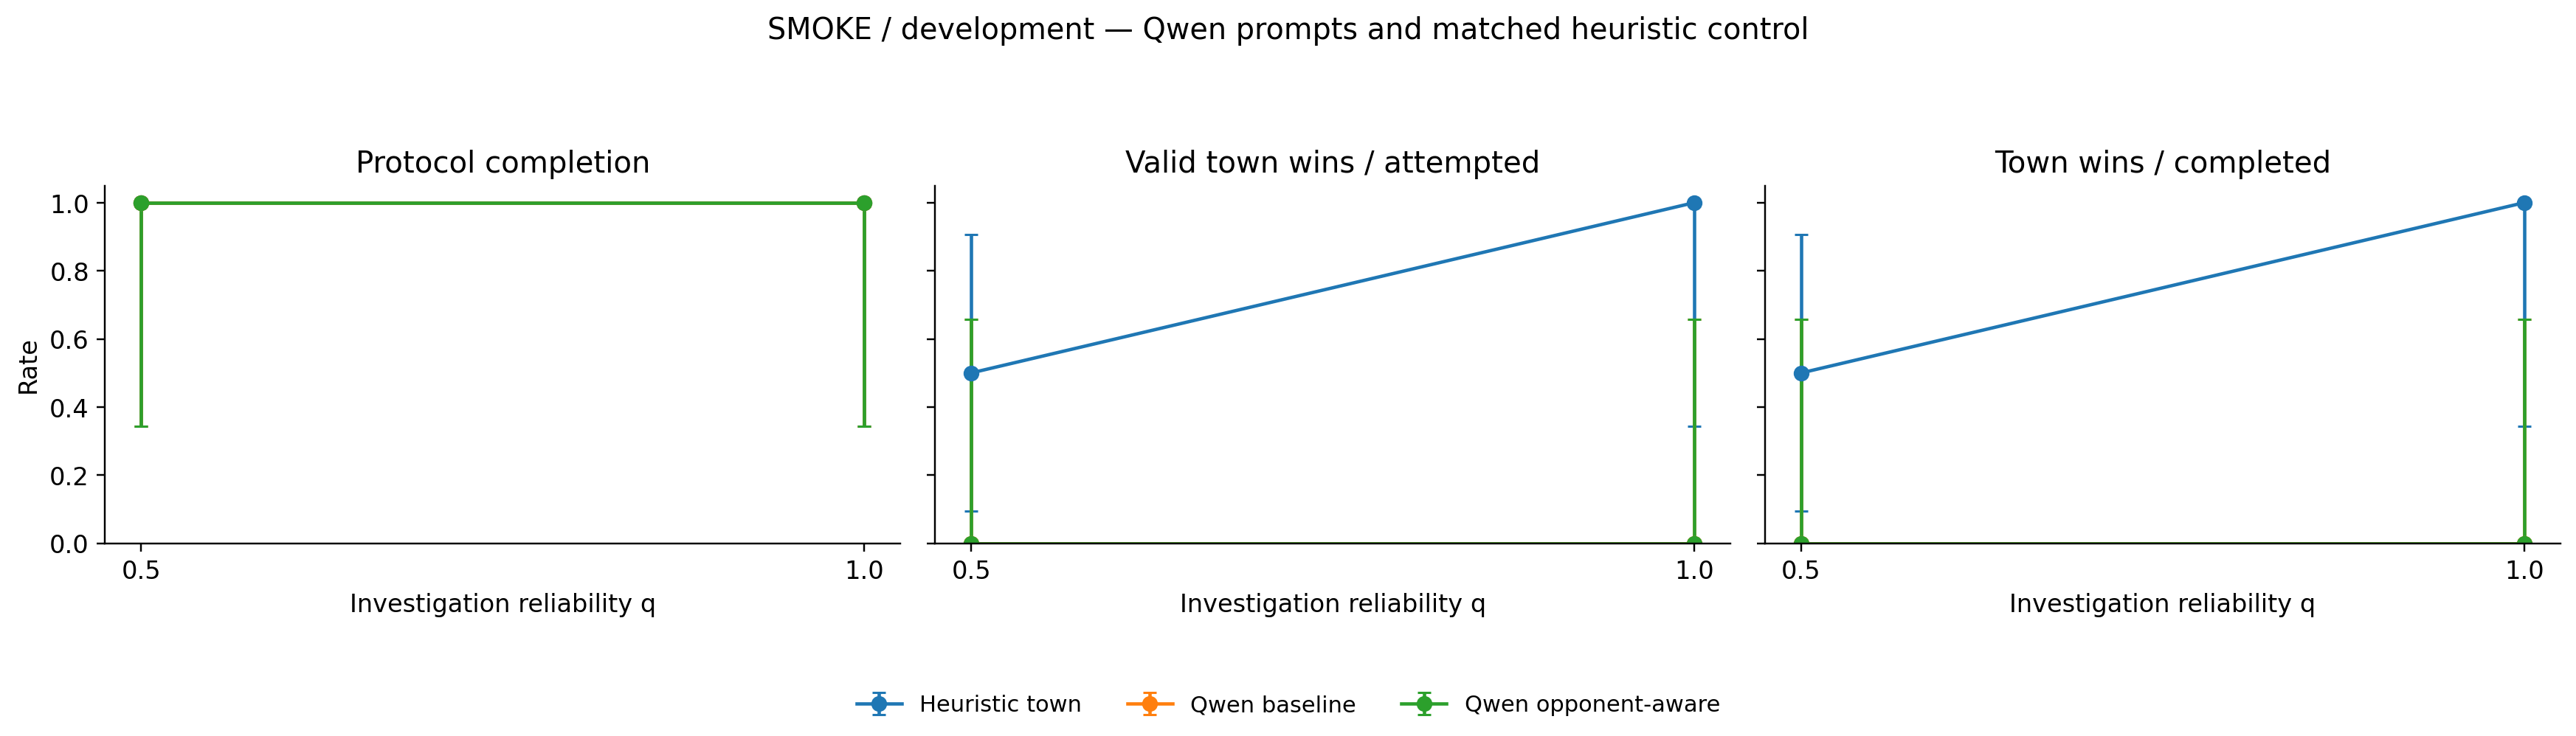 SMOKE / development — Qwen prompts and matched heuristic control
Protocol completion
Valid town wins / attempted
Town wins / completed
Rate
1.0
0.8
0.6
0.4
0.2
0.0
0.5
1.0
0.5
1.0
0.5
1.0
Investigation reliability q
Investigation reliability q
Investigation reliability q
Heuristic town
Qwen baseline
Qwen opponent-aware